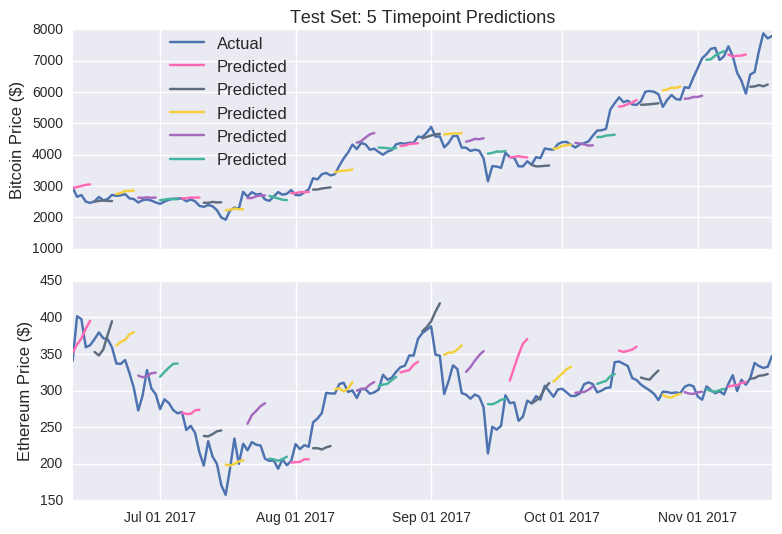 Test Set: 5 Timepoint Predictions
Bitcoin Price ($)
8000
7000
6000
5000
4000
3000
2000
1000
Actual
Predicted
Predicted
Predicted
Predicted
Predicted
Ethereum Price ($)
450
400
350
300
250
200
150
Jul 01 2017
Aug 01 2017
Sep 01 2017
Oct 01 2017
Nov 01 2017